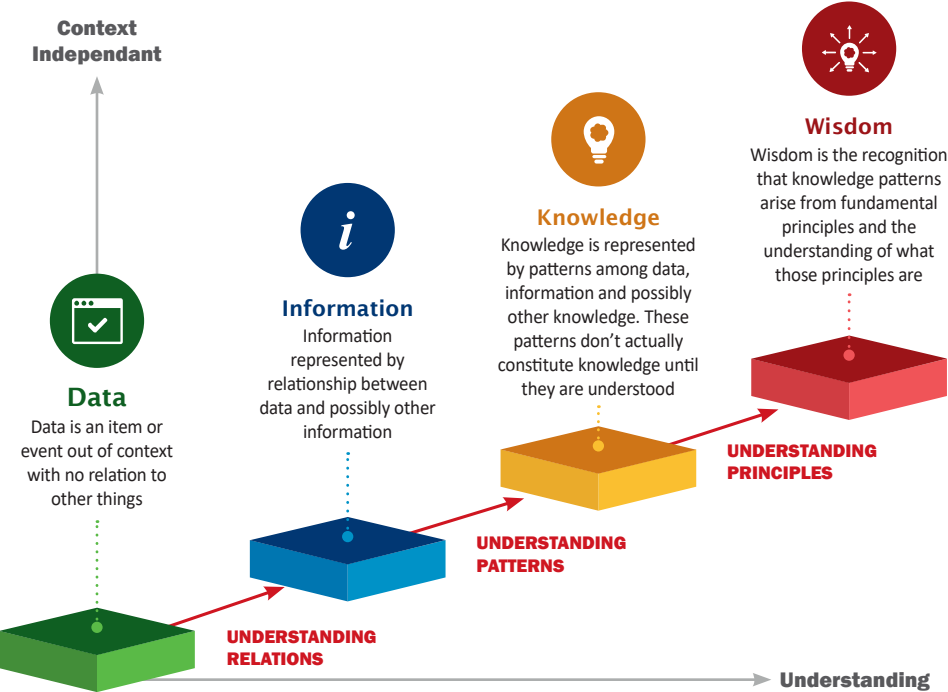 Context
Independant
Data
Data is an item or
event out of context
with no relation to
other things
i
Information
Information
represented by
relationship between
data and possibly other
information
Knowledge
Knowledge is represented
by patterns among data,
information and possibly
other knowledge. These
patterns don’t actually
constitute knowledge until
they are understood
Wisdom
Wisdom is the recognition
that knowledge patterns
arise from fundamental
principles and the
understanding of what
those principles are
UNDERSTANDING
RELATIONS
UNDERSTANDING
PATTERNS
UNDERSTANDING
PRINCIPLES
Understanding